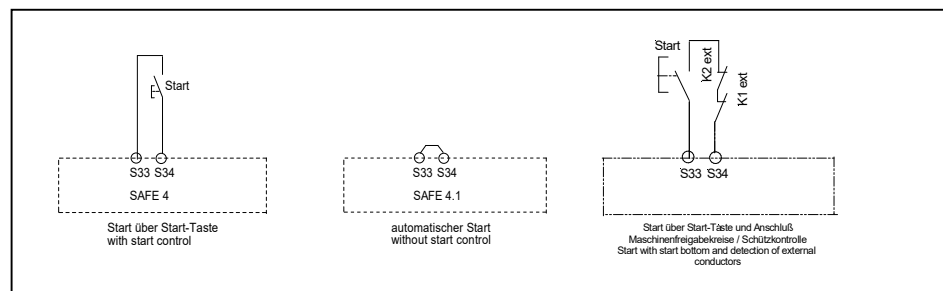 Start
S33 S34
SAFE 4
Start über Start-Taste
with start control
S33 S34
SAFE 4.1
automatischer Start
without start control
Start
K2 ext
K1 ext
S33 S34
Start über Start-Taste und Anschluß
Maschinenfreigabekreise / Schützkontrolle
Start with start bottom and detection of external
conductors